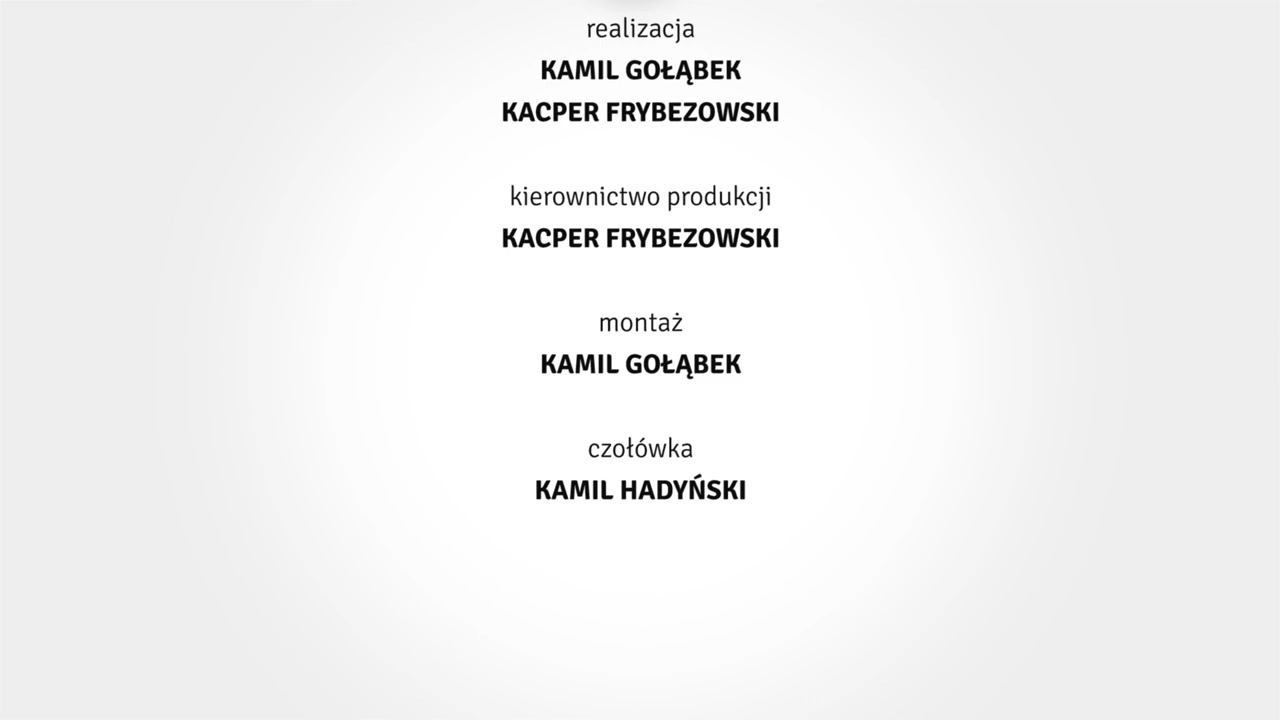 realizacja
KAMIL GOŁĄBEK
KACPER FRYBEZOWSKI
kierownictwo produkcji
KACPER FRYBEZOWSKI
montaż
KAMIL GOŁĄBEK
czołówka
KAMIL HADYŃSKI